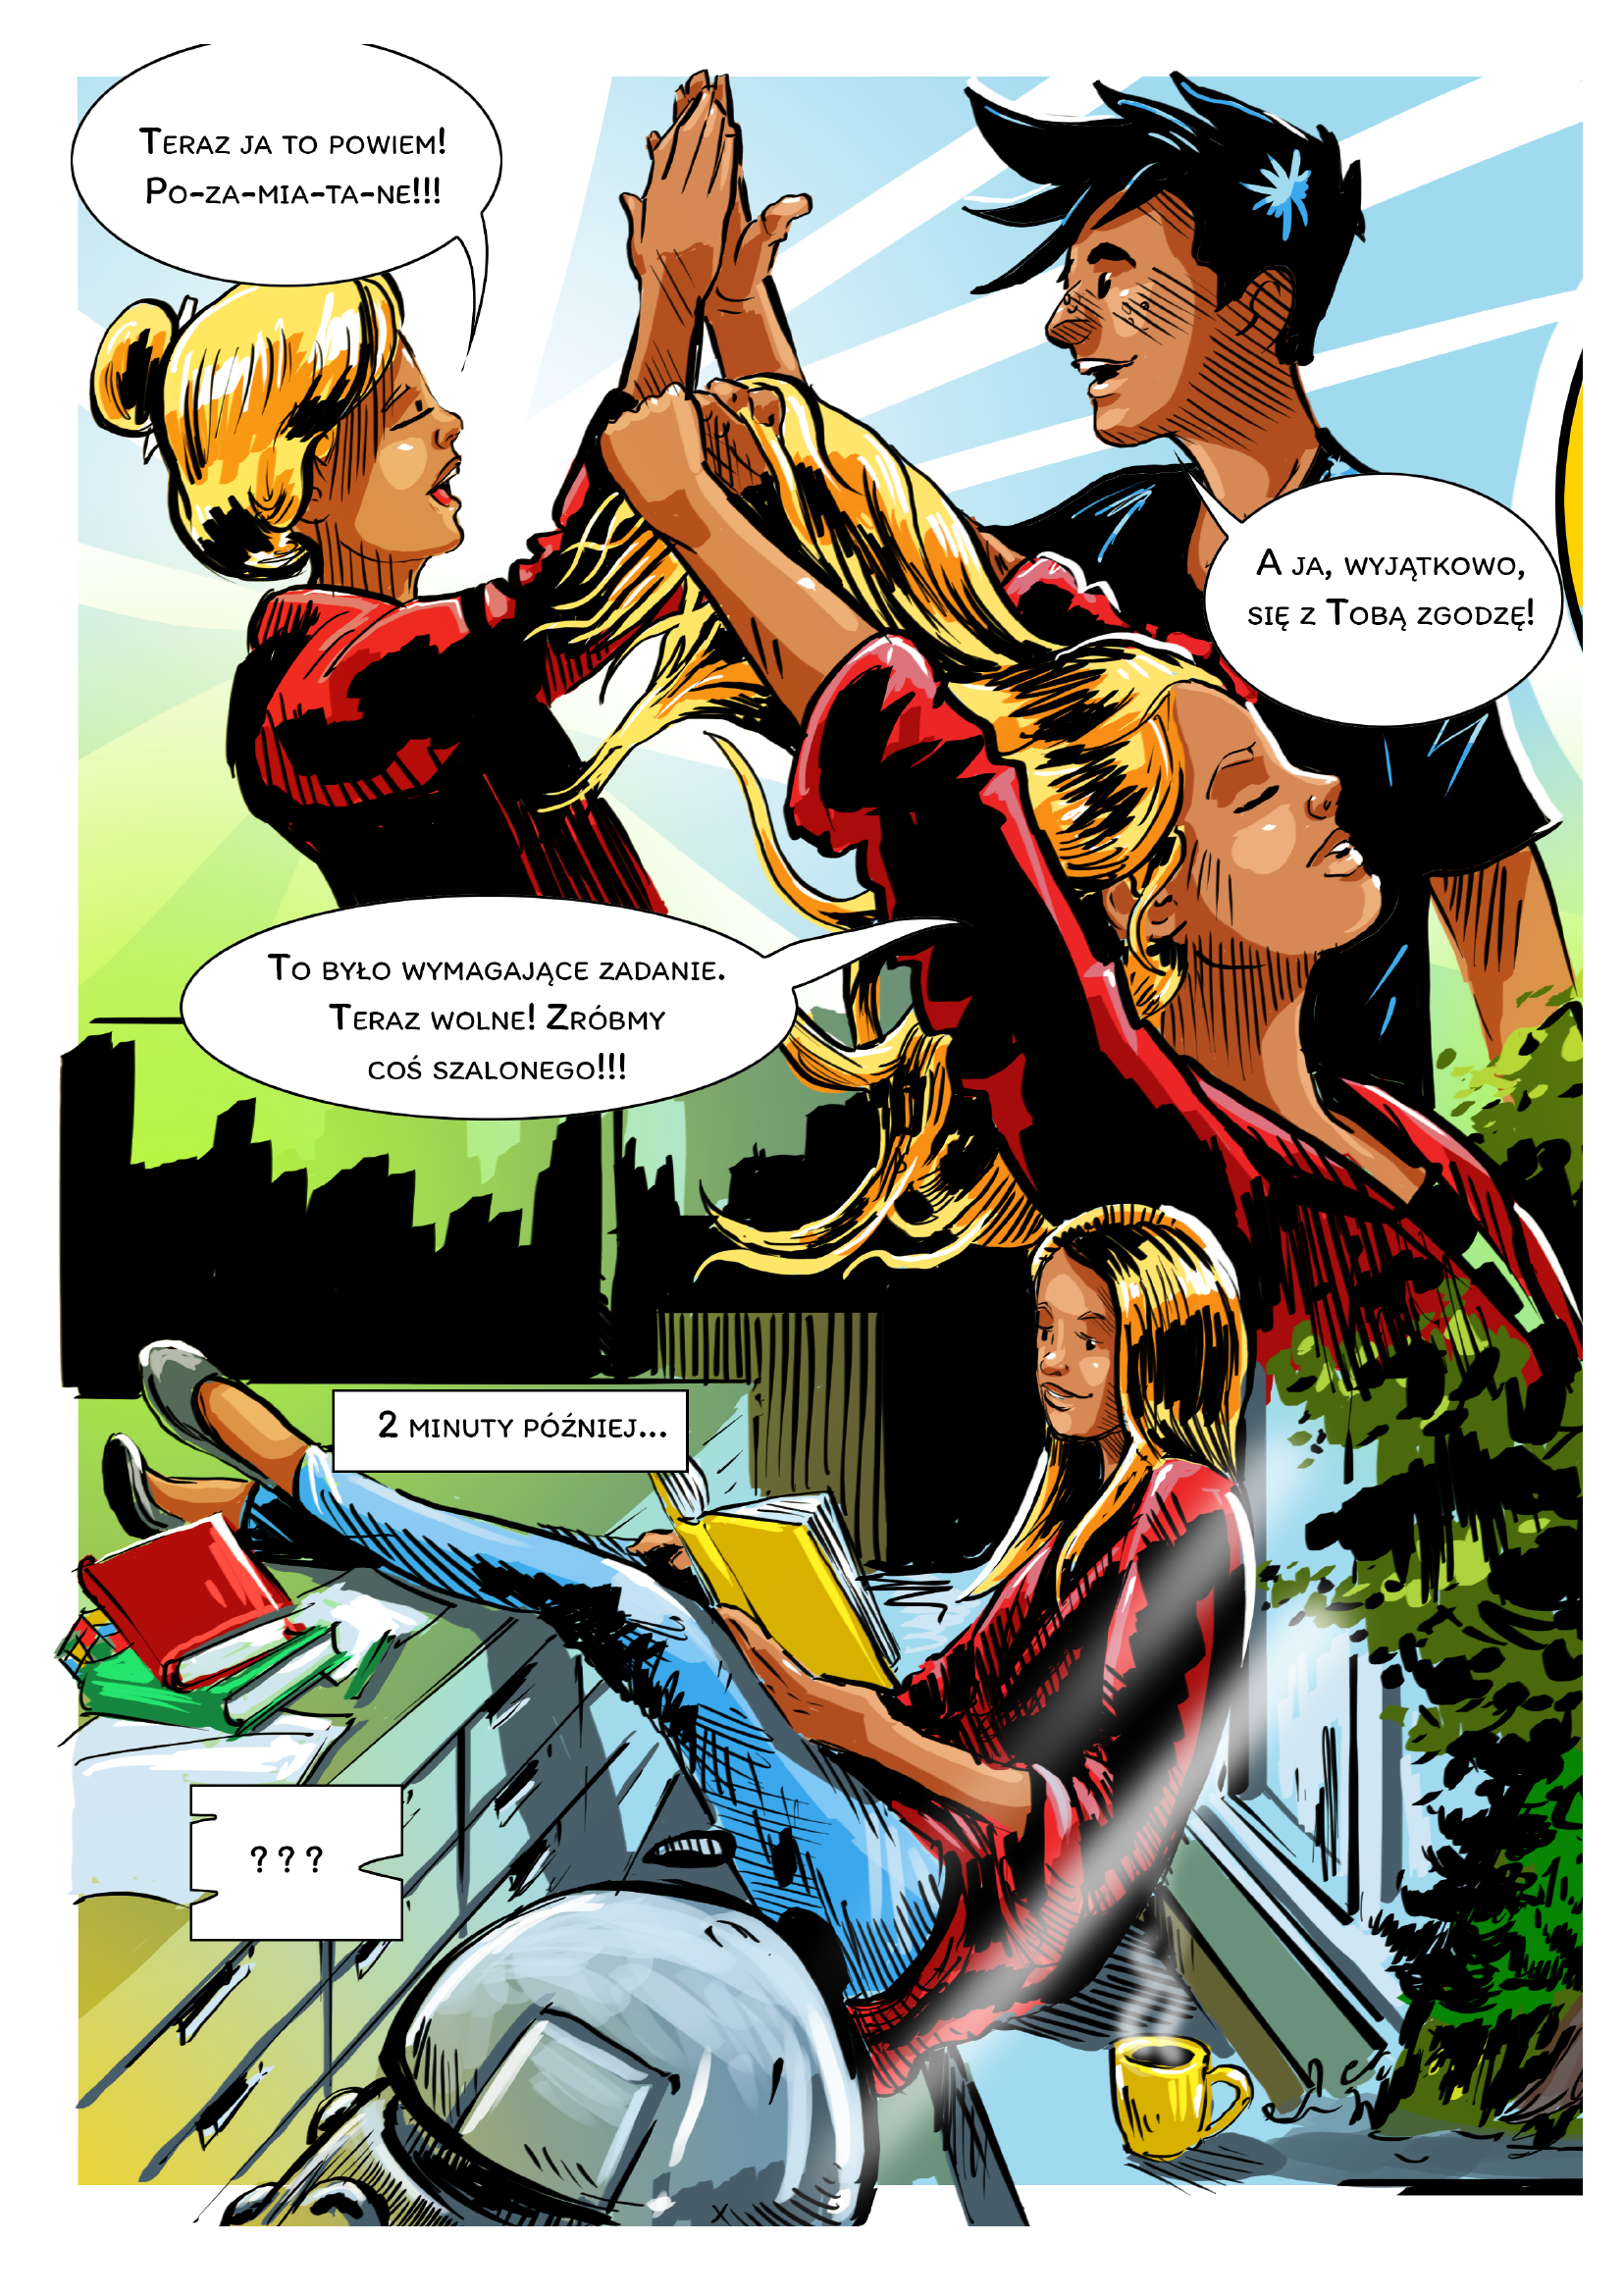 Teraz ja to powiem!
Po-za-mia-ta-ne!!!
A ja, wyjątkowo,
się z Tobą zgodzę!
To było wymagające zadanie.
Teraz wolne! Zróbmy
coś szalonego!!!
2 minuty później...
? ? ?